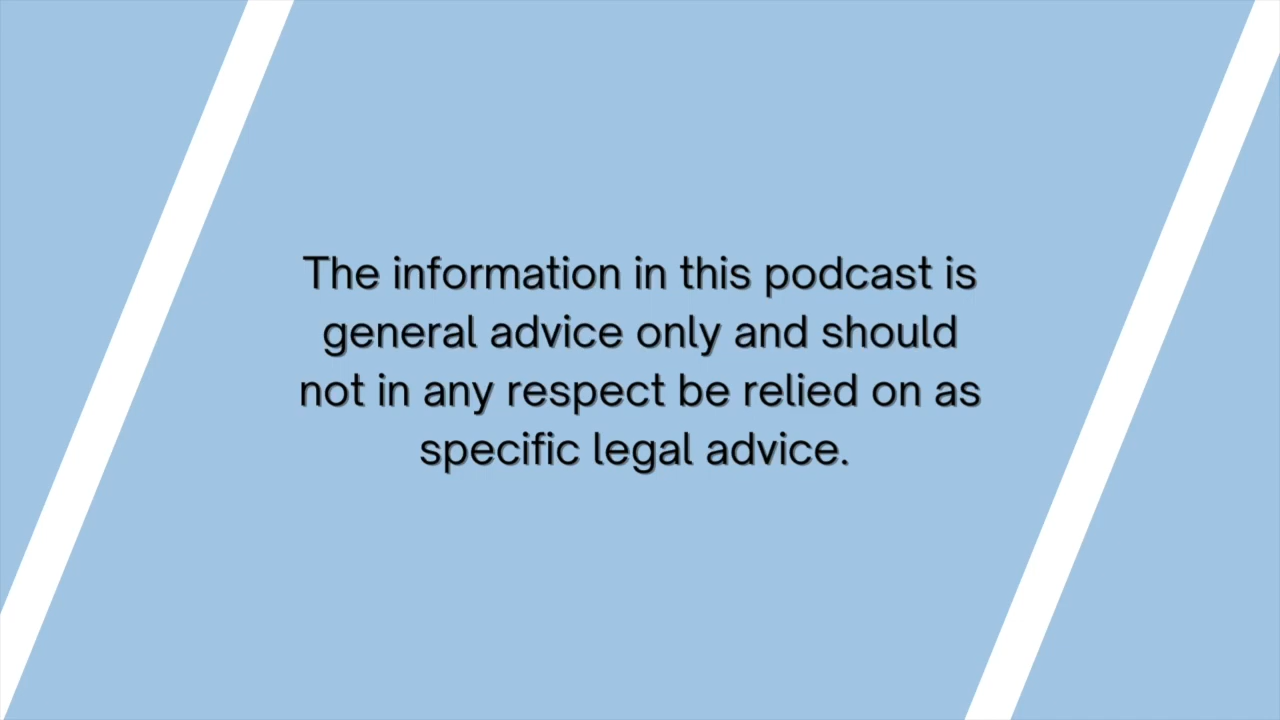 The information in this podcast is
general advice only and should
not in any respect be relied on as
specific legal advice.